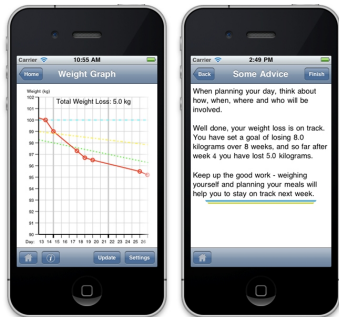 Carrier 10:55 AM
Home Weight Graph
Weight (kg)
Total Weight Loss: 5.0 kg
102
101
100
99
98
97
96
95
94
93
92
91
90
Day: 13 14 15 16 17 18 19 20 21 22 23 24 25 26
Update Settings
Carrier 2:49 PM
Back Some Advice Finish
When planning your day, think about
how, when, where and who will be
involved.
Well done, your weight loss is on track.
You have set a goal of losing 8.0
kilograms over 8 weeks, and so far after
week 4 you have lost 5.0 kilograms.
Keep up the good work - weighing
yourself and planning your meals will
help you to stay on track next week.